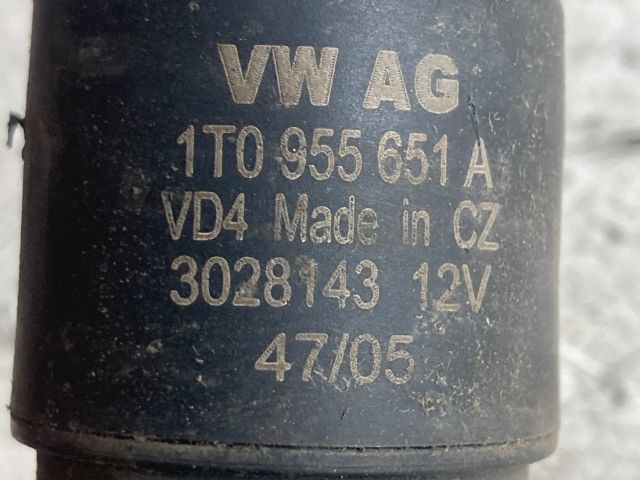 VW AG
1T0 955 651 A
VD4 Made in CZ
3028143 12V
47/05